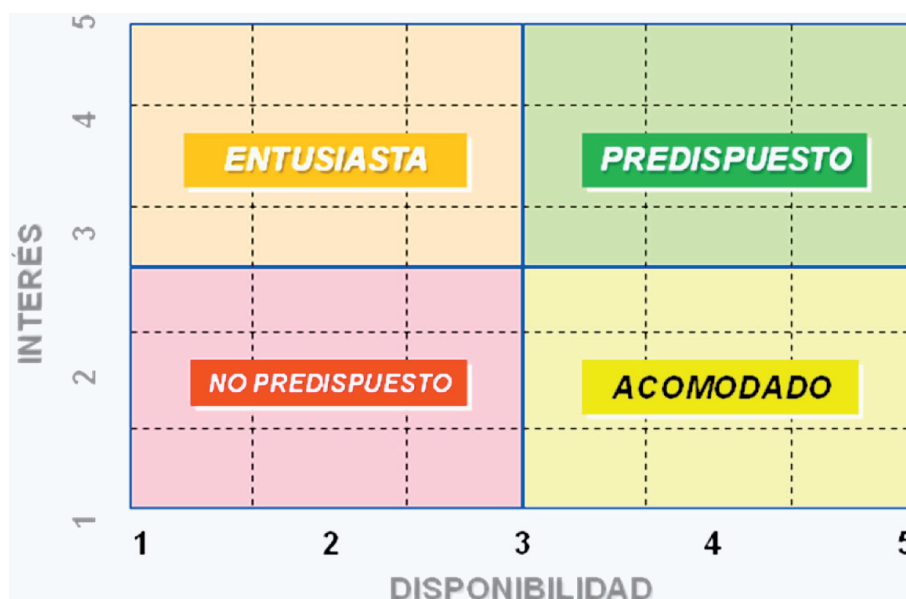 5
4
3
2
1
INTERÉS
ENTUSIASTA
PREDISPUESTO
NO PREDISPUESTO
ACOMODADO
1 2 3 4 5
DISPONIBILIDAD